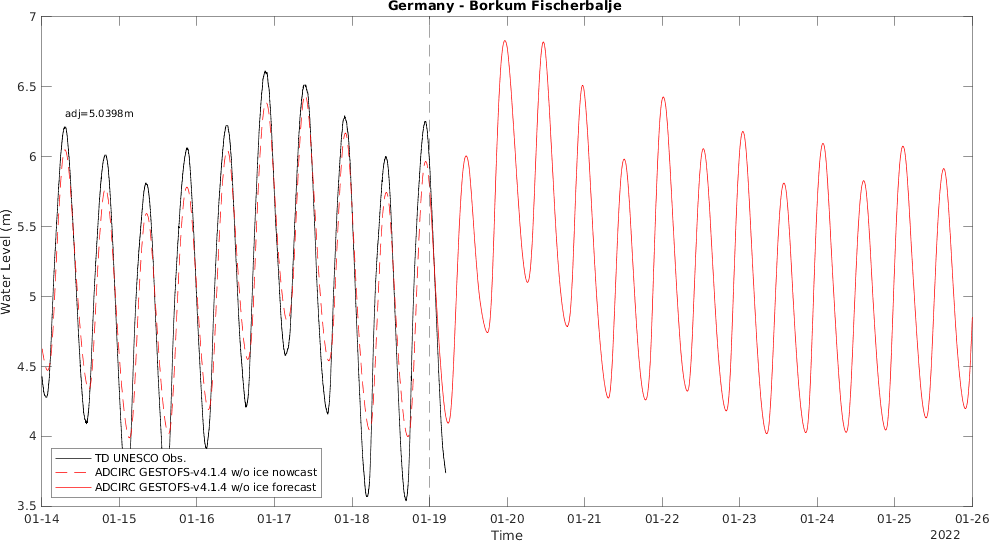 Germany - Borkum Fischerbalje
7
6.5
6
5.5
5
4.5
4
3.5
Water Level (m)
adj=5.0398m
TD UNESCO Obs.
ADCIRC GESTOFS-v4.1.4 w/o ice nowcast
ADCIRC GESTOFS-v4.1.4 w/o ice forecast
01-14 01-15 01-16 01-17 01-18 01-19 01-20 01-21 01-22 01-23 01-24 01-25 01-26
Time
2022